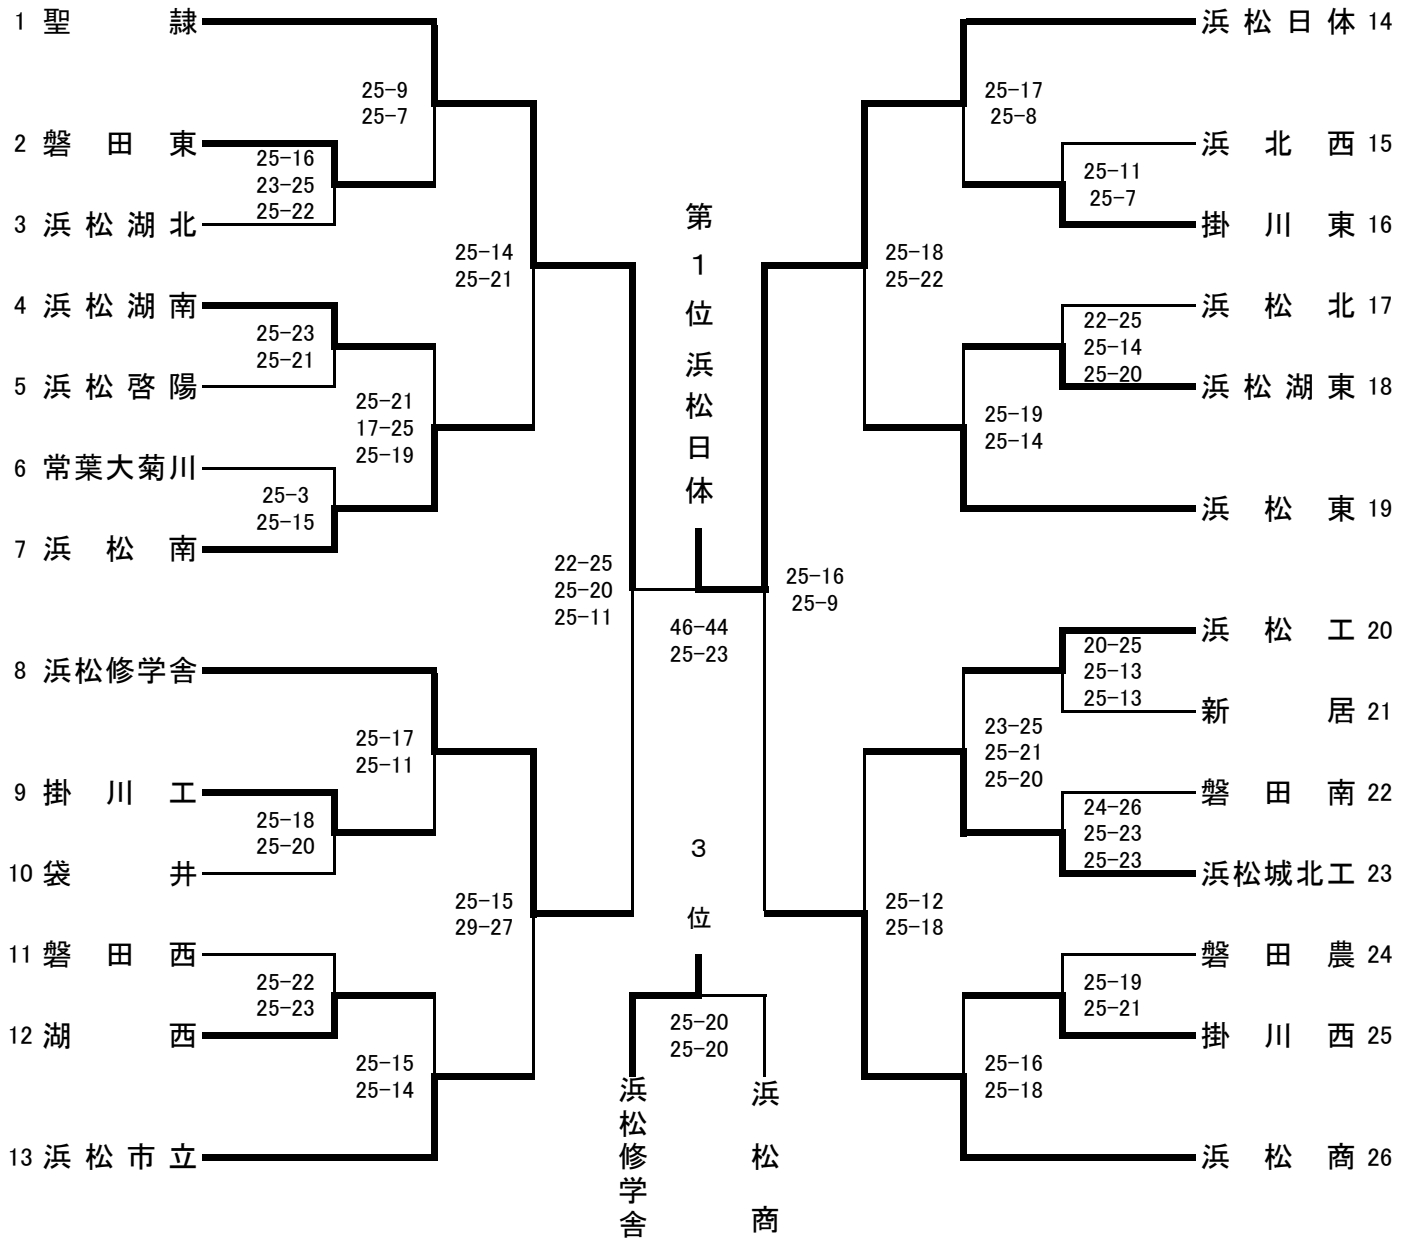 1 聖隷
25-9
25-7
2 磐田東
25-16
23-25
25-22
3 浜松湖北
25-14
25-21
4 浜松湖南
25-23
25-21
5 浜松啓陽
25-21
17-25
25-19
6 常葉大菊川
25-3
25-15
7 浜松南
22-25
25-20
25-11
8 浜松修学舎
25-17
25-11
9 掛川工
25-18
25-20
10 袋井
25-15
29-27
11 磐田西
25-22
25-23
12 湖西
25-15
25-14
13 浜松市立
第1位 浜松日体
46-44
25-23
3位
25-20
25-20
浜松修学舎
浜松商
浜松日体 14
25-17
25-8
浜北西 15
25-11
25-7
掛川東 16
25-18
25-22
浜松北 17
22-25
25-14
25-20
浜松湖東 18
25-19
25-14
浜松東 19
25-16
25-9
浜松工 20
20-25
25-13
25-13
新居 21
23-25
25-21
25-20
磐田南 22
24-26
25-23
25-23
浜松城北工 23
25-12
25-18
磐田農 24
25-19
25-21
掛川西 25
25-16
25-18
浜松商 26